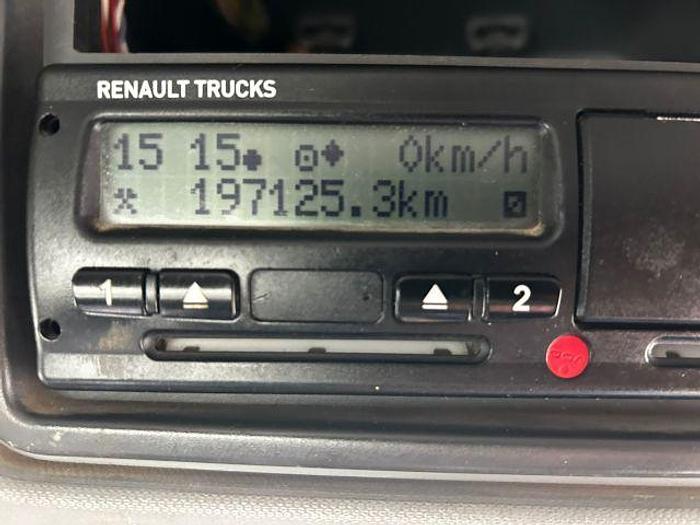 RENAULT TRUCKS
15 15 0km/h
197125.3km
1 2